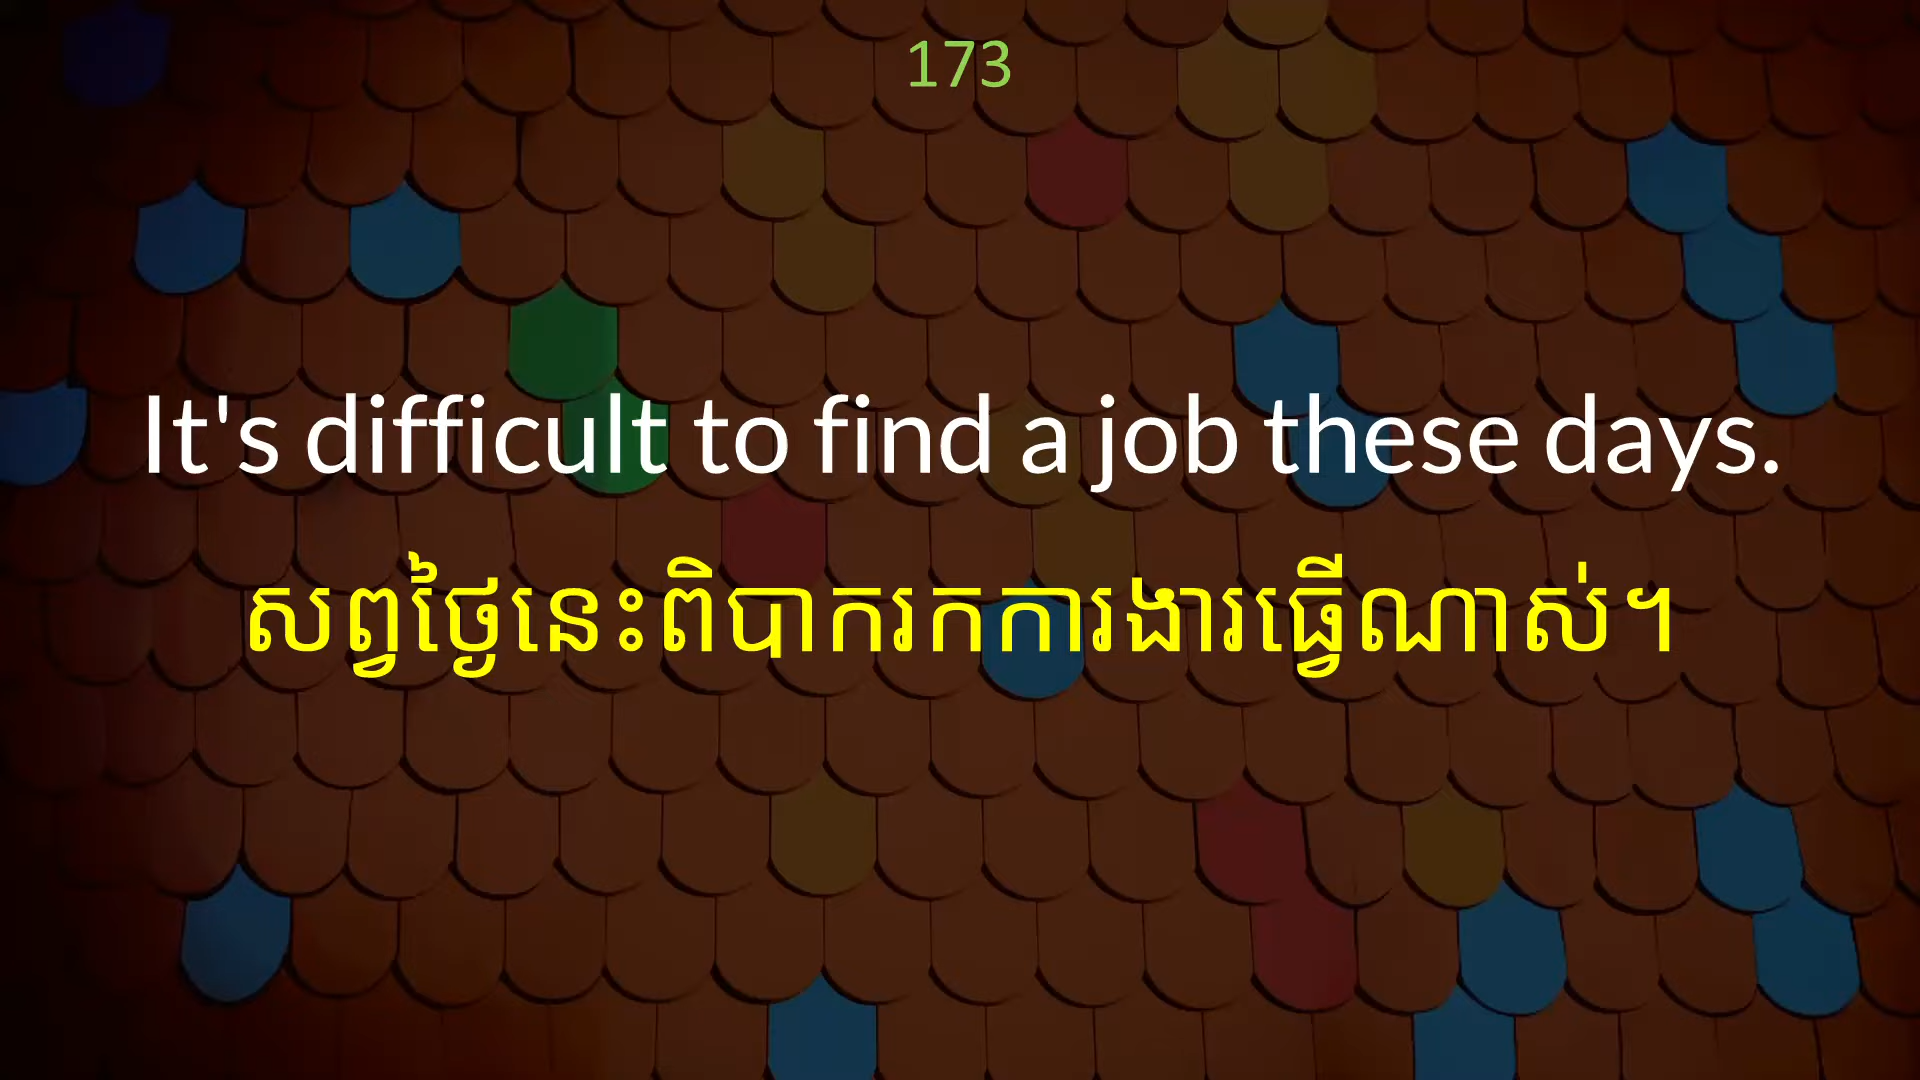 173
It's difficult to find a job these days.
សព្វថ្ងៃនេះពិបាករកការងារធ្វើណាស់។